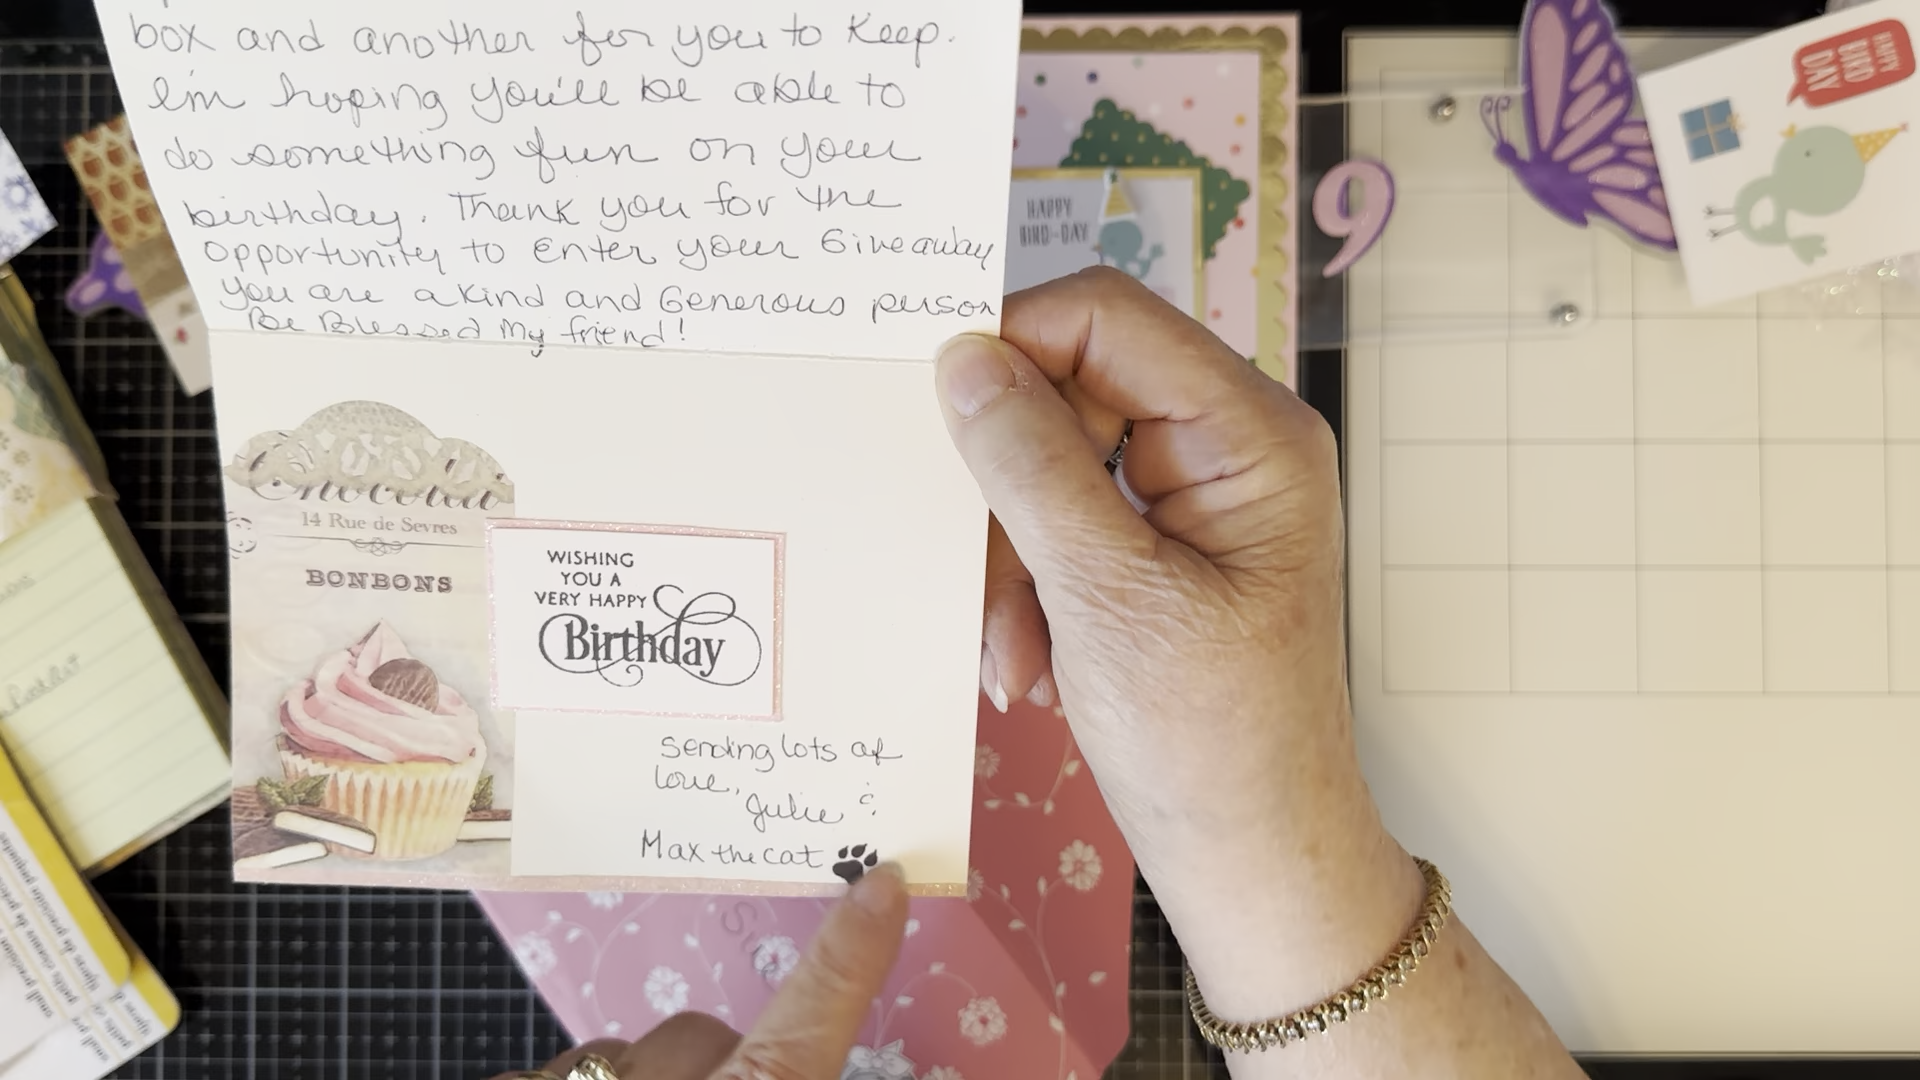 box and another for you to keep.
I'm hoping you'll be able to
do something fun on your
birthday. Thank you for the
opportunity to enter your Giveaway
you are a kind and Generous person
Be Blessed My friend!
Chocolat
14 Rue de Sevres
BONBONS
WISHING
YOU A
VERY HAPPY
Birthday
Sending lots of
love,
Julie &
Max the cat
HAPPY
BIRD-DAY
9
HAPPY
BIRD
DAY
Sue